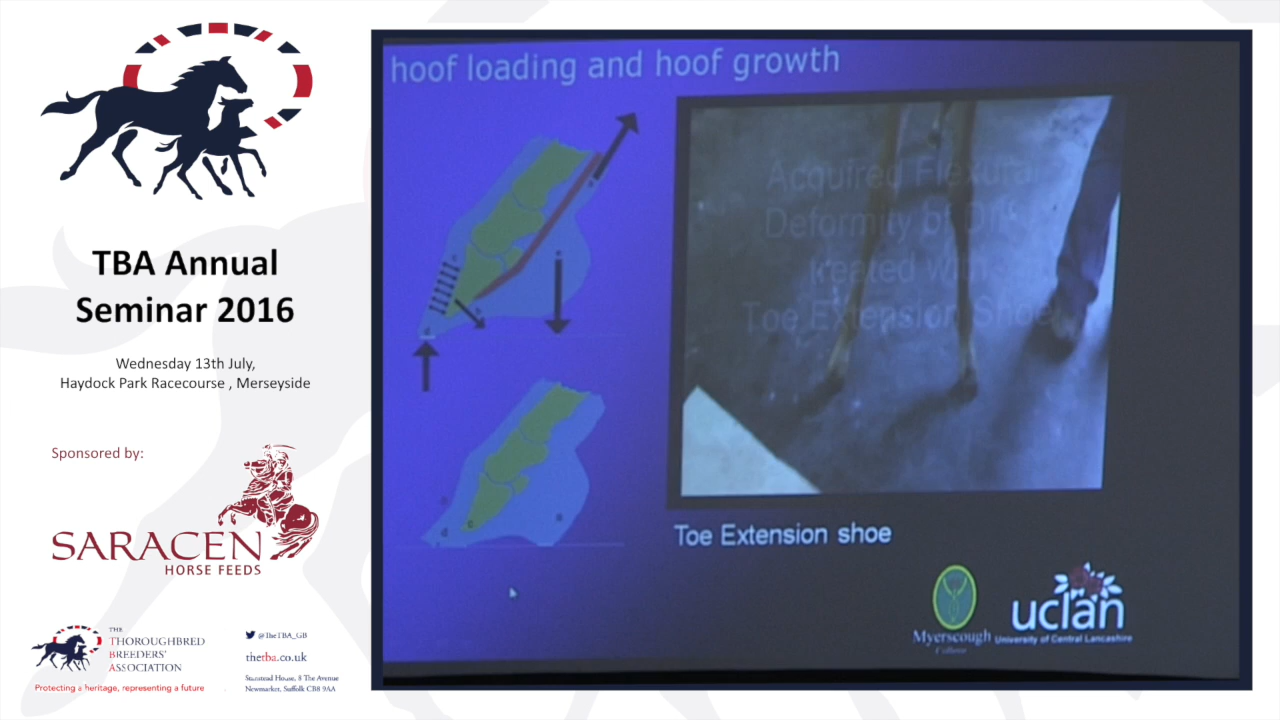 TBA Annual
Seminar 2016
Wednesday 13th July,
Haydock Park Racecourse , Merseyside
Sponsored by:
SARACEN
HORSE FEEDS
THE
THOROUGHBRED
BREEDERS'
ASSOCIATION
Protecting a heritage, representing a future
@TheTBA_GB
thetba.co.uk
Stanstead House, 8 The Avenue
Newmarket, Suffolk CB8 9AA
hoof loading and hoof growth
Acquired Flexural
Deformity of
treated with
Toe Extension Shoe
Toe Extension shoe
Myerscough
uclan
University of Central Lancashire